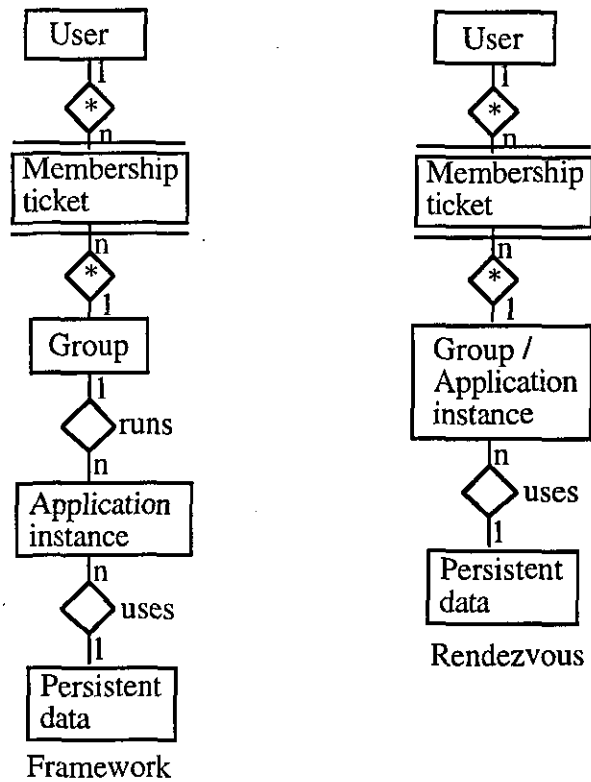 User
1
*
n
Membership
ticket
n
*
1
Group
1
runs
n
Application
instance
n
uses
1
Persistent
data
Framework
User
1
*
n
Membership
ticket
n
*
1
Group /
Application
instance
n
uses
1
Persistent
data
Rendezvous